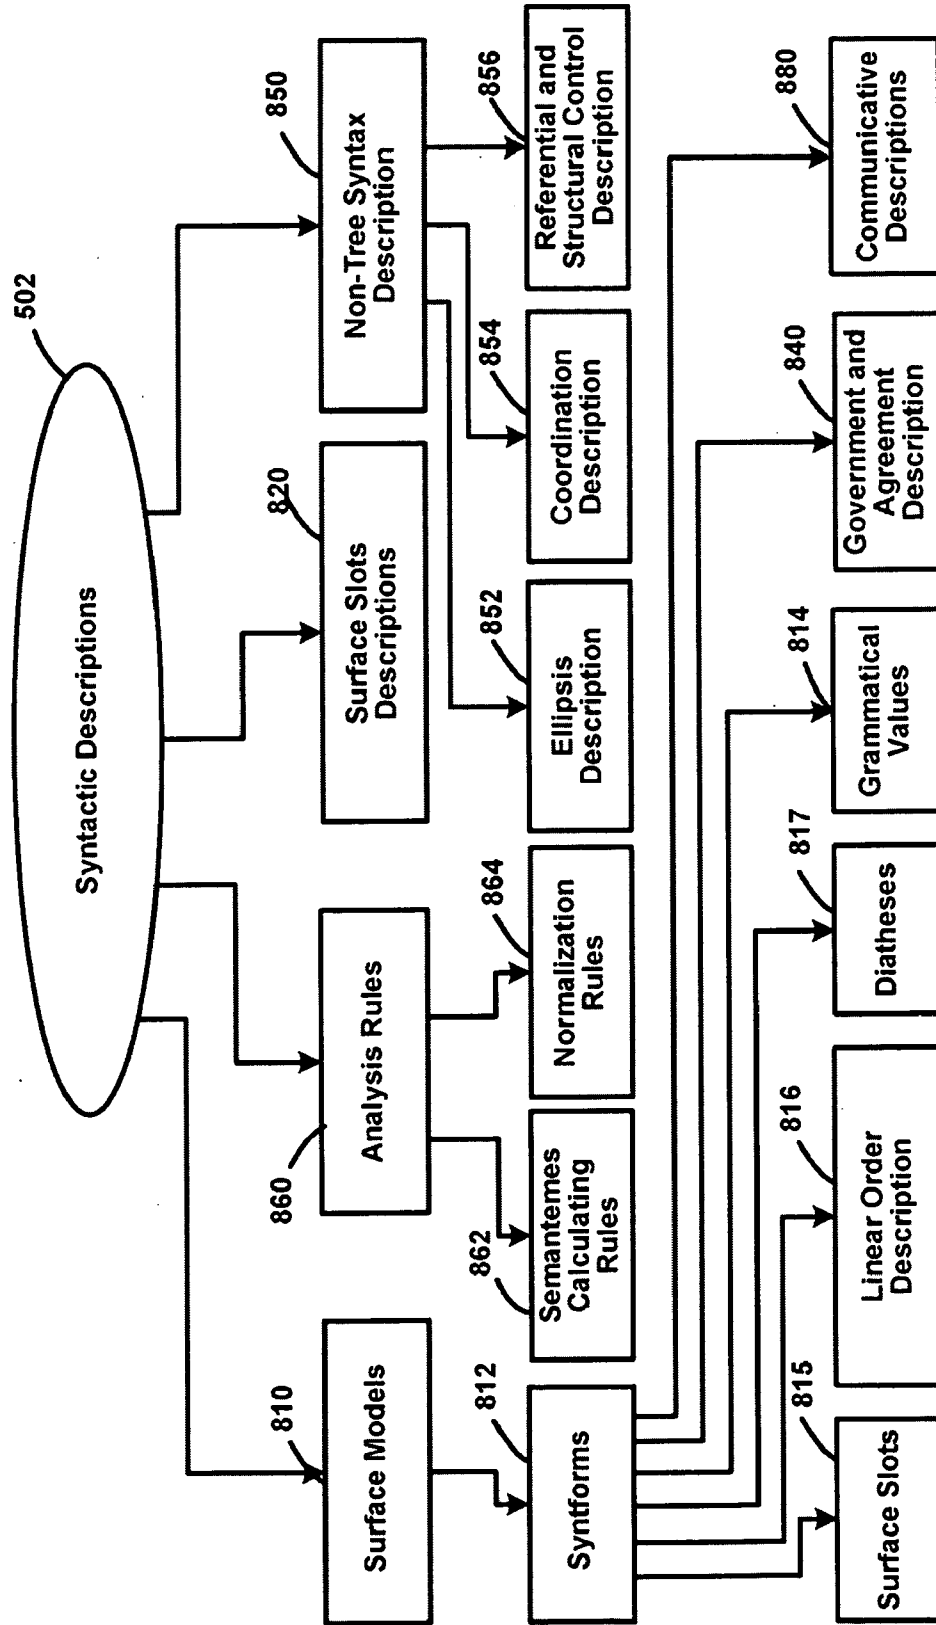 502
Syntactic Descriptions
810
Surface Models
860
Analysis Rules
820
Surface Slots
Descriptions
850
Non-Tree Syntax
Description
812
Syntforms
862
Semantemes
Calculating
Rules
864
Normalization
Rules
852
Ellipsis
Description
854
Coordination
Description
856
Referential and
Structural Control
Description
815
Surface Slots
816
Linear Order
Description
817
Diatheses
814
Grammatical
Values
840
Government and
Agreement
Description
880
Communicative
Descriptions